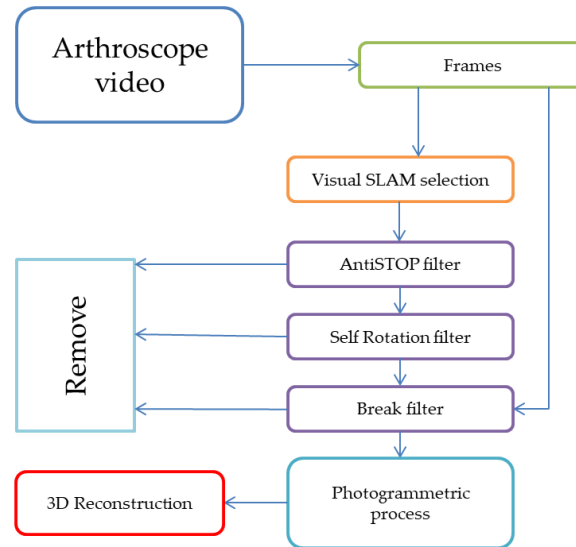 Arthroscope
video
Frames
Visual SLAM selection
AntiSTOP filter
Self Rotation filter
Break filter
Remove
Photogrammetric
process
3D Reconstruction